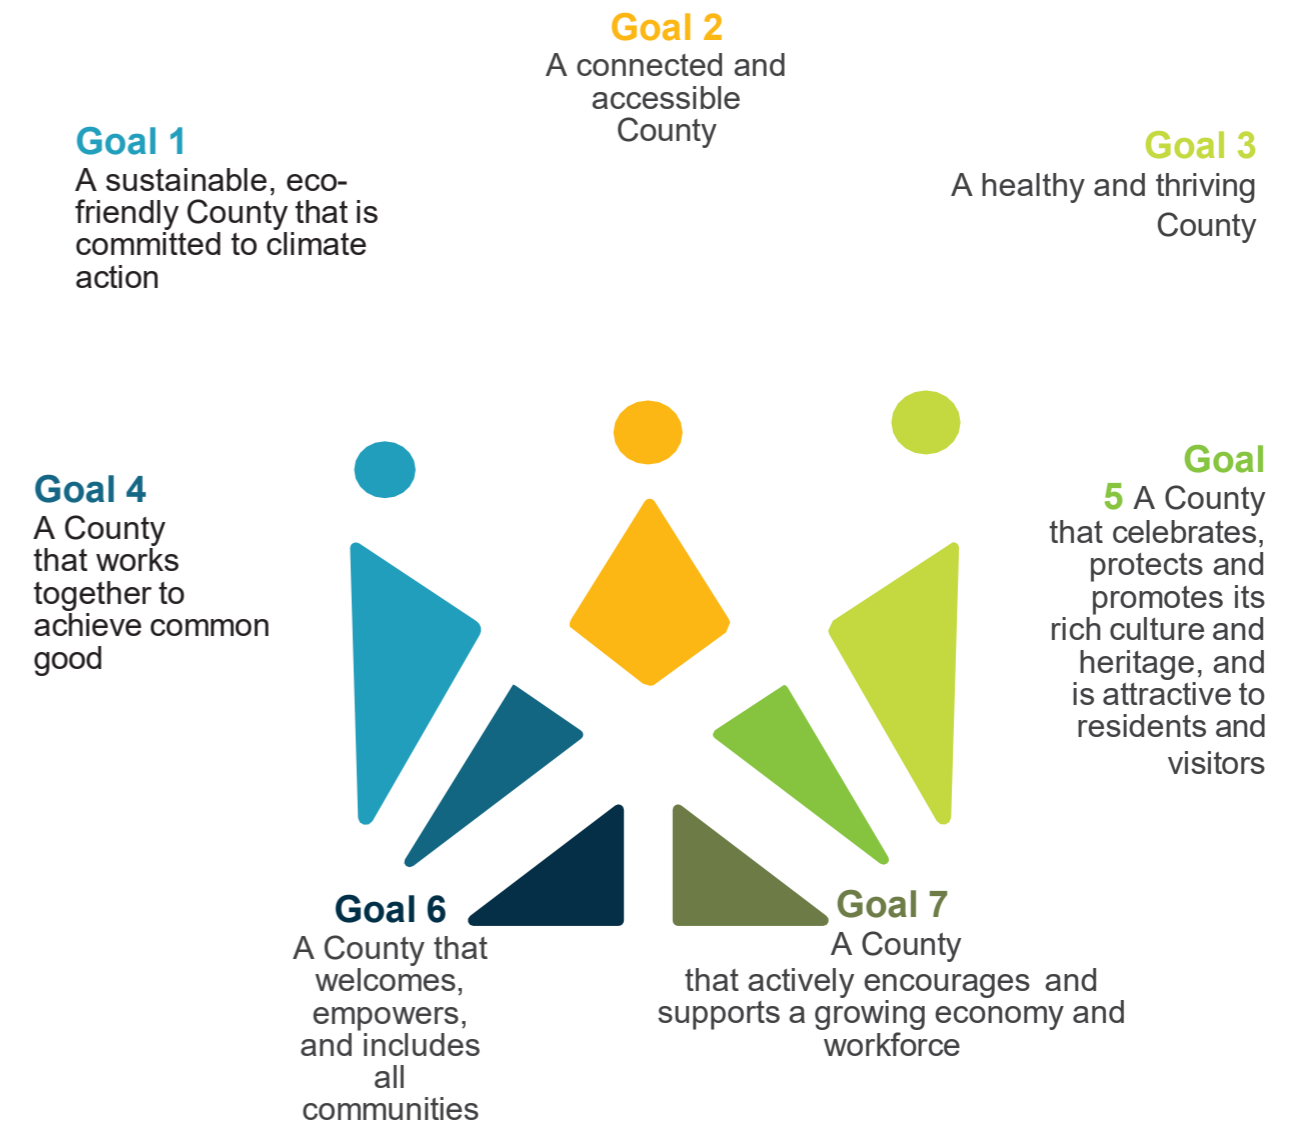 Goal 2
A connected and
accessible
County
Goal 1
A sustainable, eco-
friendly County that is
committed to climate
action
Goal 3
A healthy and thriving
County
Goal 4
A County
that works
together to
achieve common
good
Goal
5 A County
that celebrates,
protects and
promotes its
rich culture and
heritage, and
is attractive to
residents and
visitors
Goal 6
A County that
welcomes,
empowers,
and includes
all
communities
Goal 7
A County
that actively encourages and
supports a growing economy and
workforce